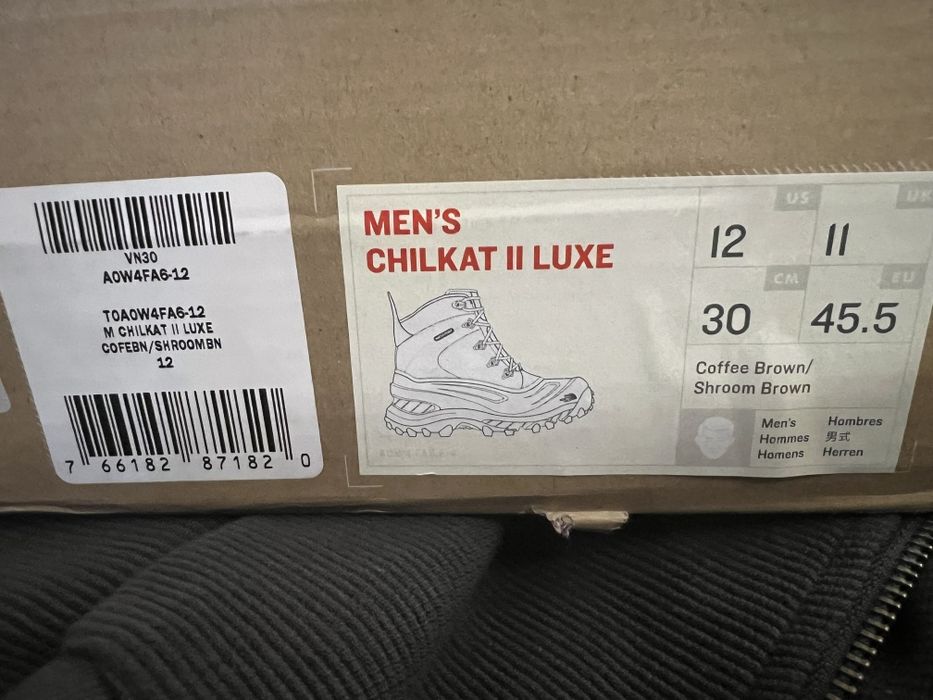 VN30
A0W4FA6-12
T0A0W4FA6-12
M CHILKAT II LUXE
COFEBN/SHROOMBN
12
7 66182 87182 0
MEN'S
CHILKAT II LUXE
US
12
UK
11
CM
30
EU
45.5
Coffee Brown/
Shroom Brown
Men's
Hombres
Hommes
男式
Homens
Herren